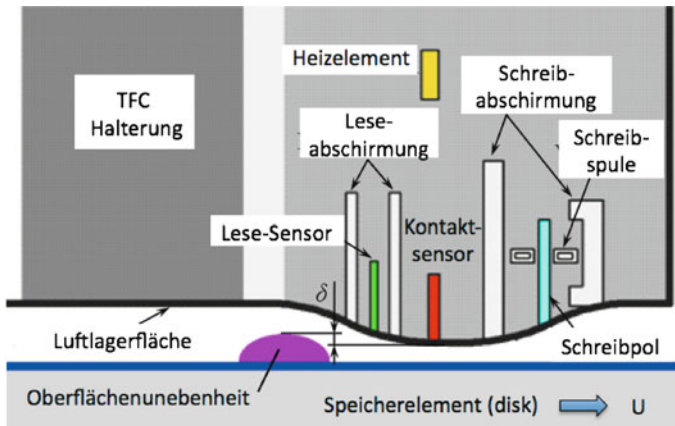 Heizelement
Schreib-
abschirmung
TFC
Halterung
Lese-
abschirmung
Schreib-
spule
Lese-Sensor
Kontakt-
sensor
δ
Luftlagerfläche
Schreibpol
Oberflächenunebenheit
Speicherelement (disk)
U